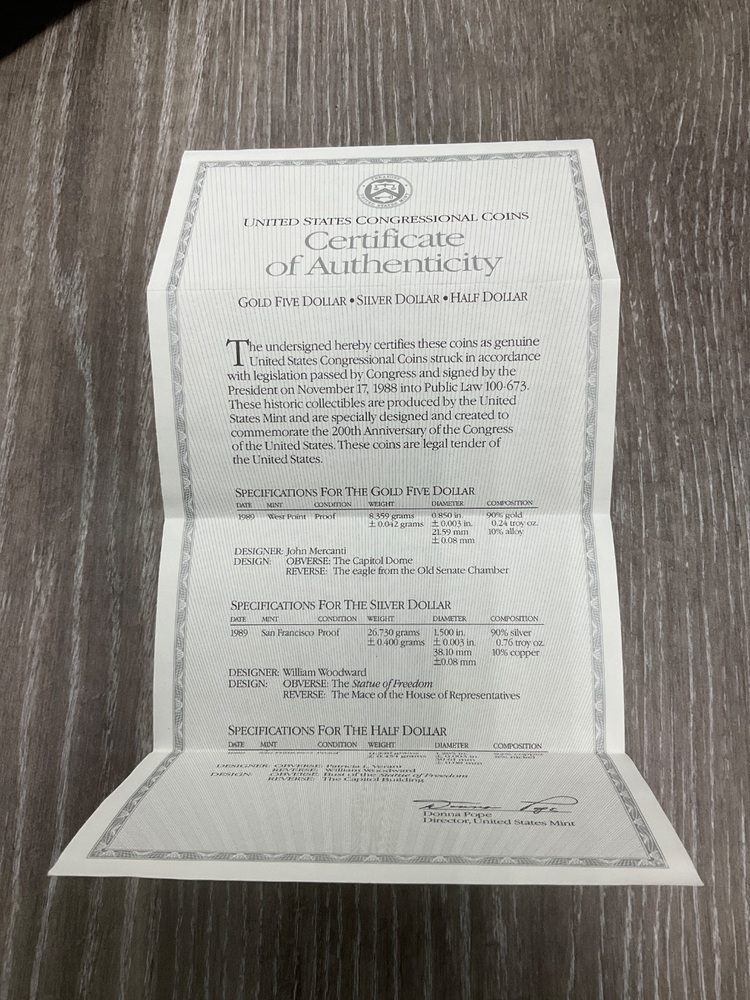 UNITED STATES CONGRESSIONAL COINS
Certificate
of Authenticity
GOLD FIVE DOLLAR • SILVER DOLLAR • HALF DOLLAR
The undersigned hereby certifies these coins as genuine
United States Congressional Coins struck in accordance
with legislation passed by Congress and signed by the
President on November 17, 1988 into Public Law 100-673.
These historic collectibles are produced by the United
States Mint and are specially designed and created to
commemorate the 200th Anniversary of the Congress
of the United States. These coins are legal tender of
the United States.
SPECIFICATIONS FOR THE GOLD FIVE DOLLAR
DATE MINT CONDITION WEIGHT DIAMETER COMPOSITION
1989 West Point Proof 8.359 grams 0.850 in. 90% gold
± 0.042 grams ± 0.003 in. 0.24 troy oz.
21.59 mm 10% alloy
± 0.08 mm
DESIGNER: John Mercanti
DESIGN: OBVERSE: The Capitol Dome
REVERSE: The eagle from the Old Senate Chamber
SPECIFICATIONS FOR THE SILVER DOLLAR
DATE MINT CONDITION WEIGHT DIAMETER COMPOSITION
1989 San Francisco Proof 26.730 grams 1.500 in. 90% silver
± 0.400 grams ± 0.003 in. 0.76 troy oz.
38.10 mm 10% copper
±0.08 mm
DESIGNER: William Woodward
DESIGN: OBVERSE: The Statue of Freedom
REVERSE: The Mace of the House of Representatives
SPECIFICATIONS FOR THE HALF DOLLAR
DATE MINT CONDITION WEIGHT DIAMETER COMPOSITION
DESIGNER: OBVERSE: Patricia L. Verani
REVERSE: William Woodward
DESIGN: OBVERSE: Bust of the Statue of Freedom
REVERSE: The Capitol Building
Donna Pope
Donna Pope
Director, United States Mint